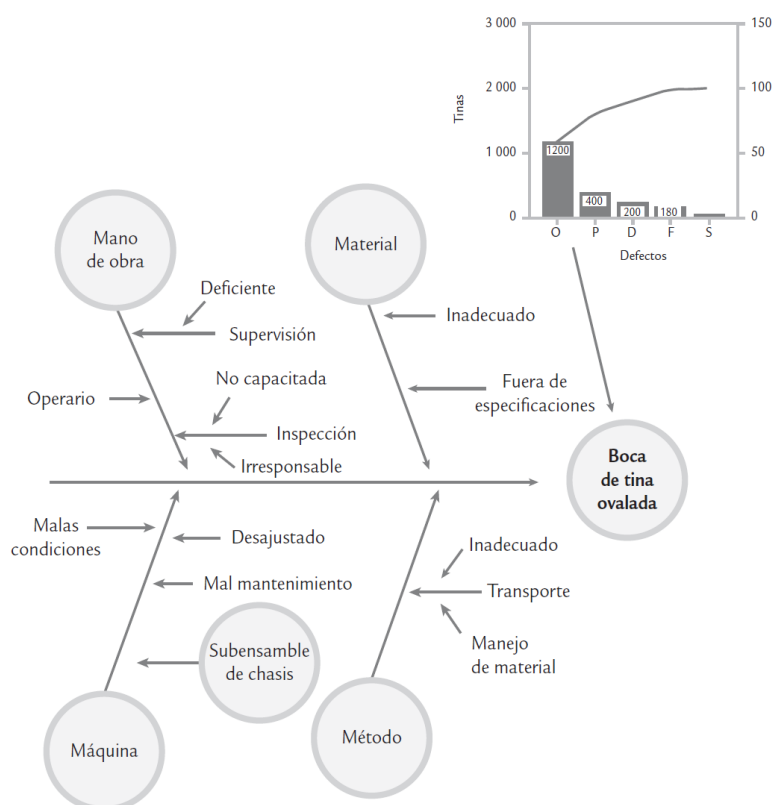 3 000
2 000
1 000
0
Tinas
150
100
50
0
1200
400
200
180
O P D F S
Defectos
Mano
de obra
Material
Deficiente
Supervisión
Inadecuado
No capacitada
Operario
Fuera de
especificaciones
Inspección
Irresponsable
Boca
de tina
ovalada
Malas
condiciones
Desajustado
Mal mantenimiento
Inadecuado
Transporte
Manejo
de material
Subensamble
de chasis
Máquina
Método